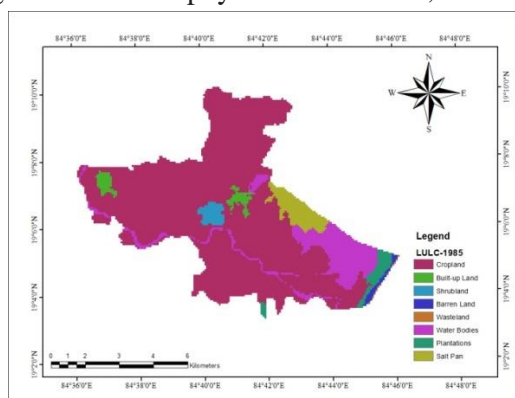 84°36'0"E 84°38'0"E 84°40'0"E 84°42'0"E 84°44'0"E 84°46'0"E 84°48'0"E
N
W E
S
Legend
LULC-1985
Cropland
Built-up Land
Shrubland
Barren Land
Wasteland
Water Bodies
Plantations
Salt Pan
0 1 2 3 4 5 6
Kilometers
84°36'0"E 84°38'0"E 84°40'0"E 84°42'0"E 84°44'0"E 84°46'0"E 84°48'0"E